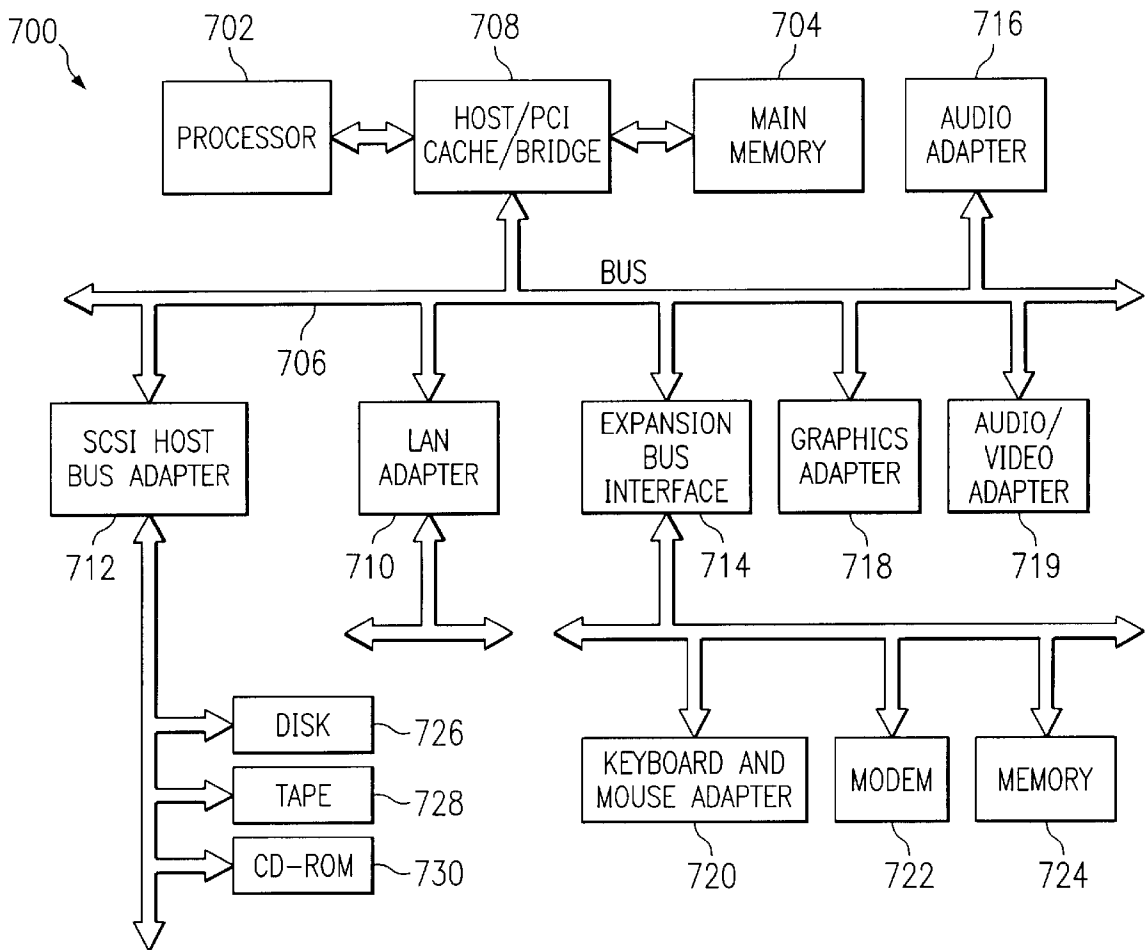 700
702
708
704
716
PROCESSOR
HOST/PCI
CACHE/BRIDGE
MAIN
MEMORY
AUDIO
ADAPTER
BUS
706
SCSI HOST
BUS ADAPTER
LAN
ADAPTER
EXPANSION
BUS
INTERFACE
GRAPHICS
ADAPTER
AUDIO/
VIDEO
ADAPTER
712
710
714
718
719
DISK
726
TAPE
728
CD-ROM
730
KEYBOARD AND
MOUSE ADAPTER
MODEM
MEMORY
720
722
724